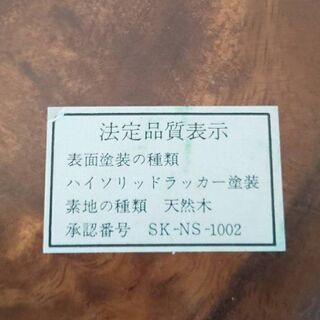 法定品質表示
表面塗装の種類
ハイソリッドラッカー塗装
素地の種類　天然木
承認番号　SK-NS-1002